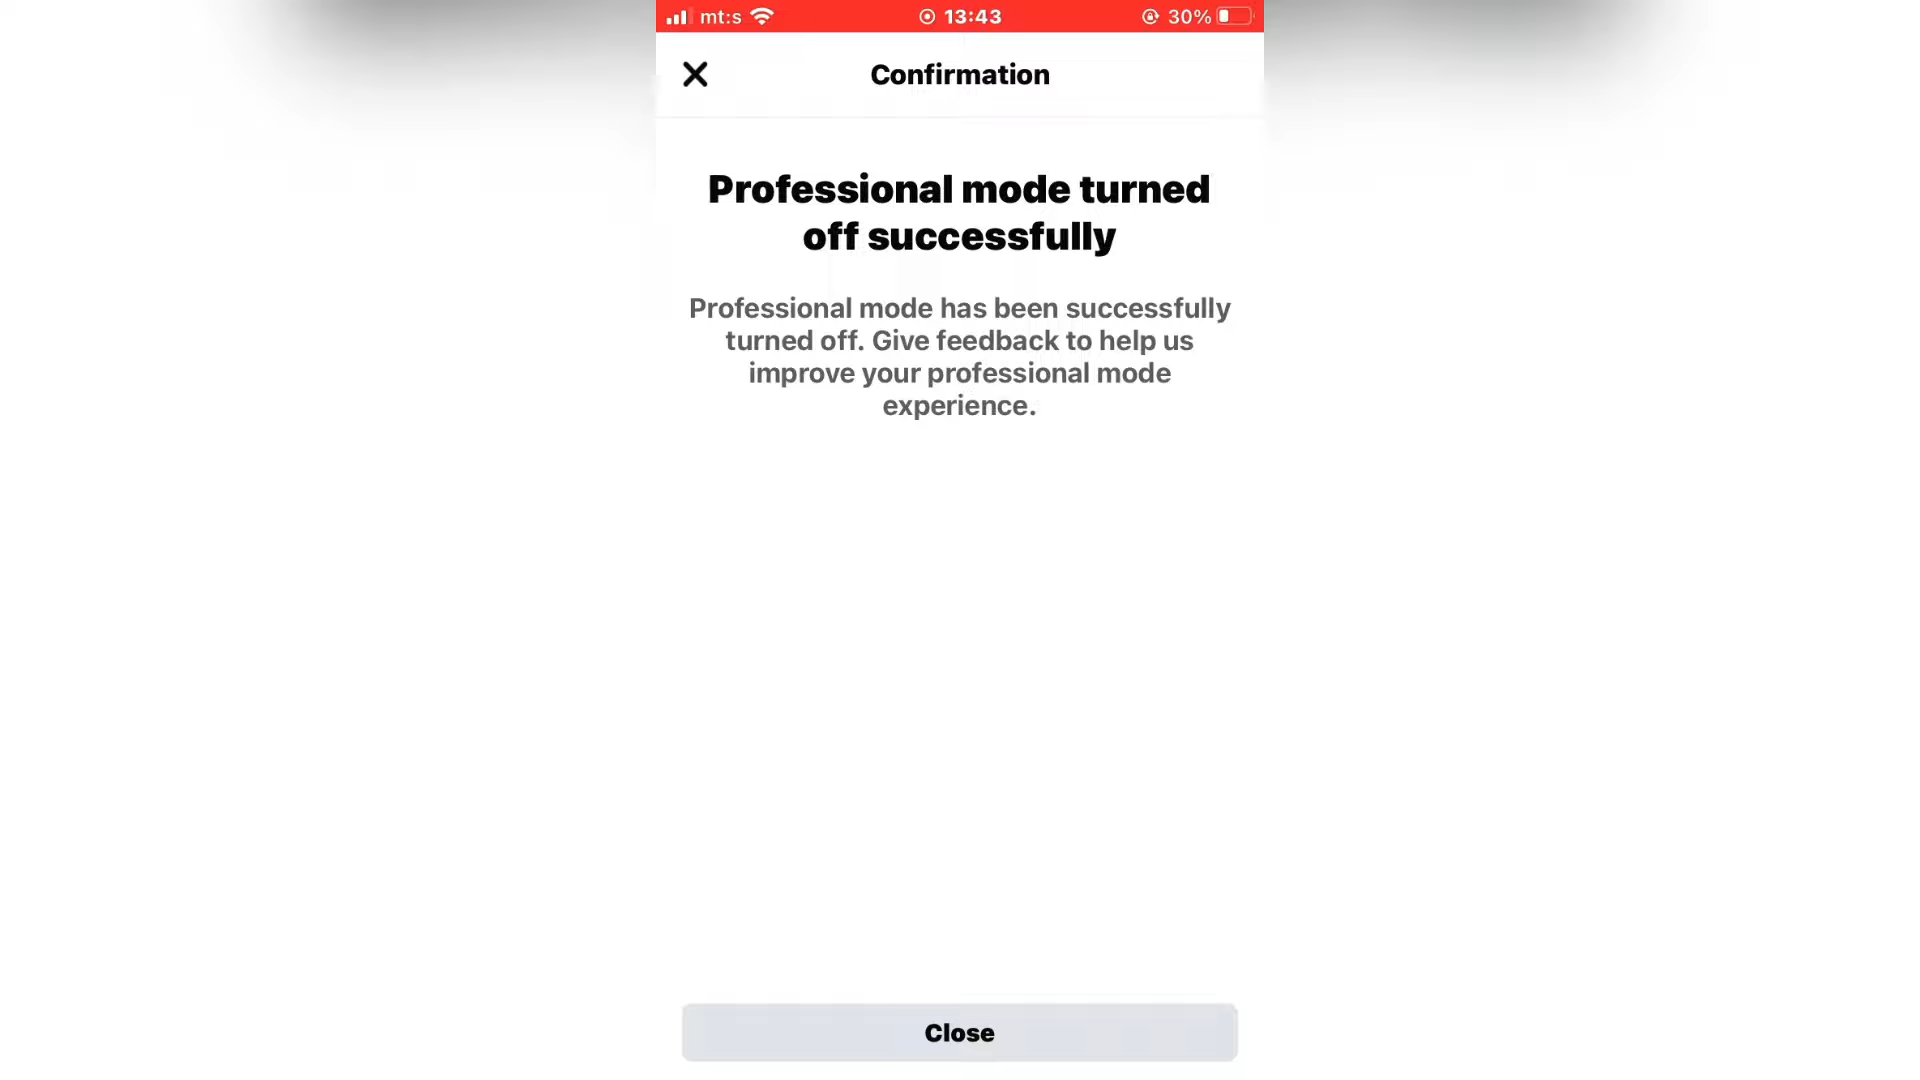 mt:s 13:43 30%
Confirmation
Professional mode turned
off successfully
Professional mode has been successfully
turned off. Give feedback to help us
improve your professional mode
experience.
Close